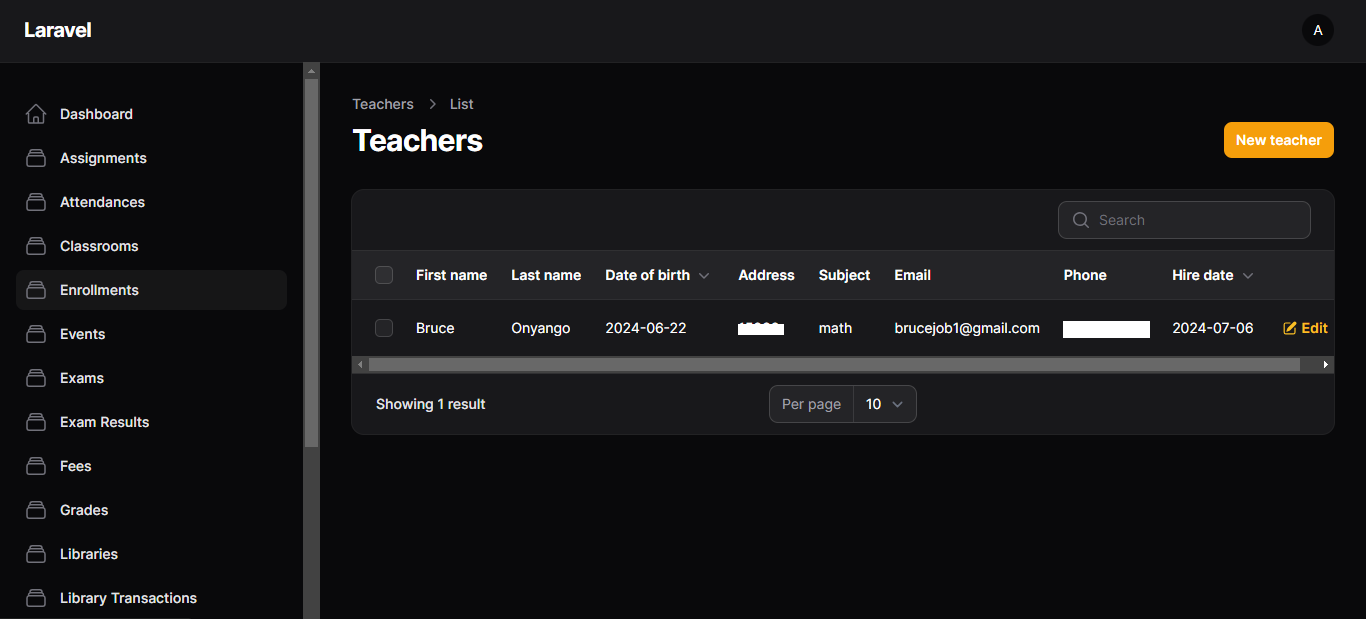 Laravel
A
Dashboard
Assignments
Attendances
Classrooms
Enrollments
Events
Exams
Exam Results
Fees
Grades
Libraries
Library Transactions
Teachers > List
Teachers
New teacher
Search
First name Last name Date of birth Address Subject Email Phone Hire date
Bruce Onyango 2024-06-22 math brucejob1@gmail.com 2024-07-06 Edit
Showing 1 result
Per page 10